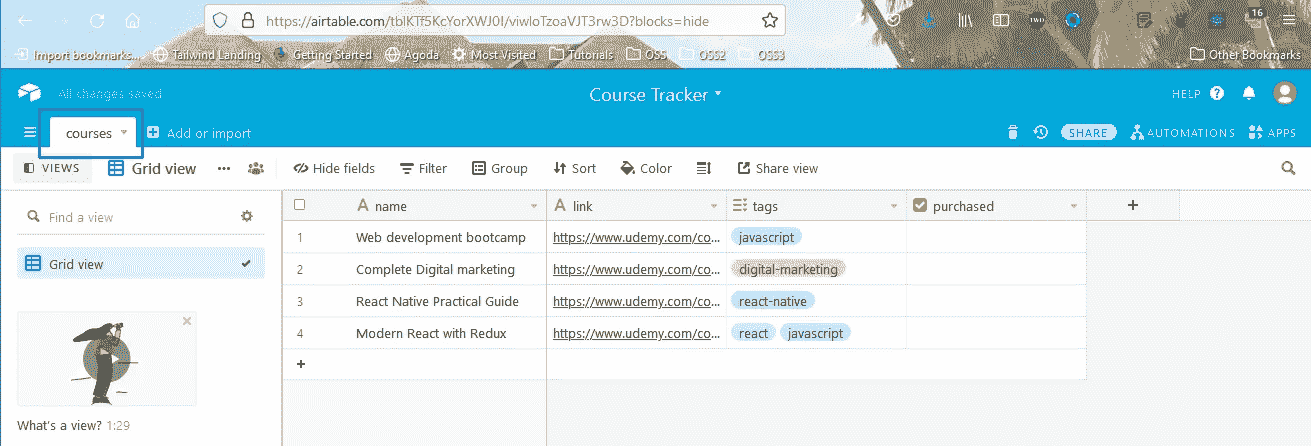 https://airtable.com/tblKTf5KcYorXWJ0I/viwloTzoaVJT3rw3D?blocks=hide
16
Import bookmarks... Tailwind Landing Getting Started Agoda Most Visited Tutorials OSS OSS2 OSS3 Other Bookmarks
All changes saved Course Tracker HELP
courses Add or import SHARE AUTOMATIONS APPS
VIEWS Grid view ... Hide fields Filter Group Sort Color Share view
Find a view name link tags purchased
1 Web development bootcamp https://www.udemy.com/co... javascript
Grid view 2 Complete Digital marketing https://www.udemy.com/co... digital-marketing
3 React Native Practical Guide https://www.udemy.com/co... react-native
4 Modern React with Redux https://www.udemy.com/co... react javascript
What's a view? 1:29